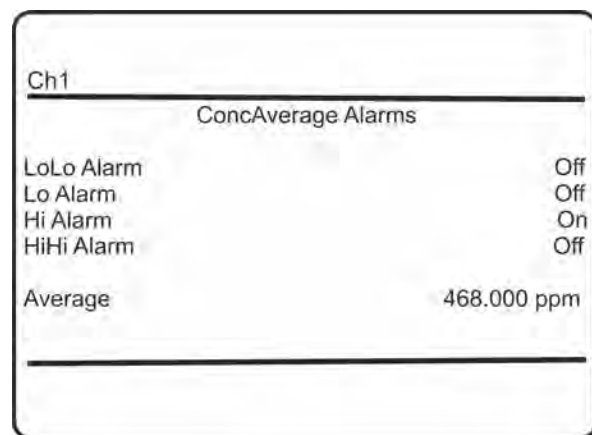 Ch1
ConcAverage Alarms
LoLo Alarm Off
Lo Alarm Off
Hi Alarm On
HiHi Alarm Off
Average 468.000 ppm